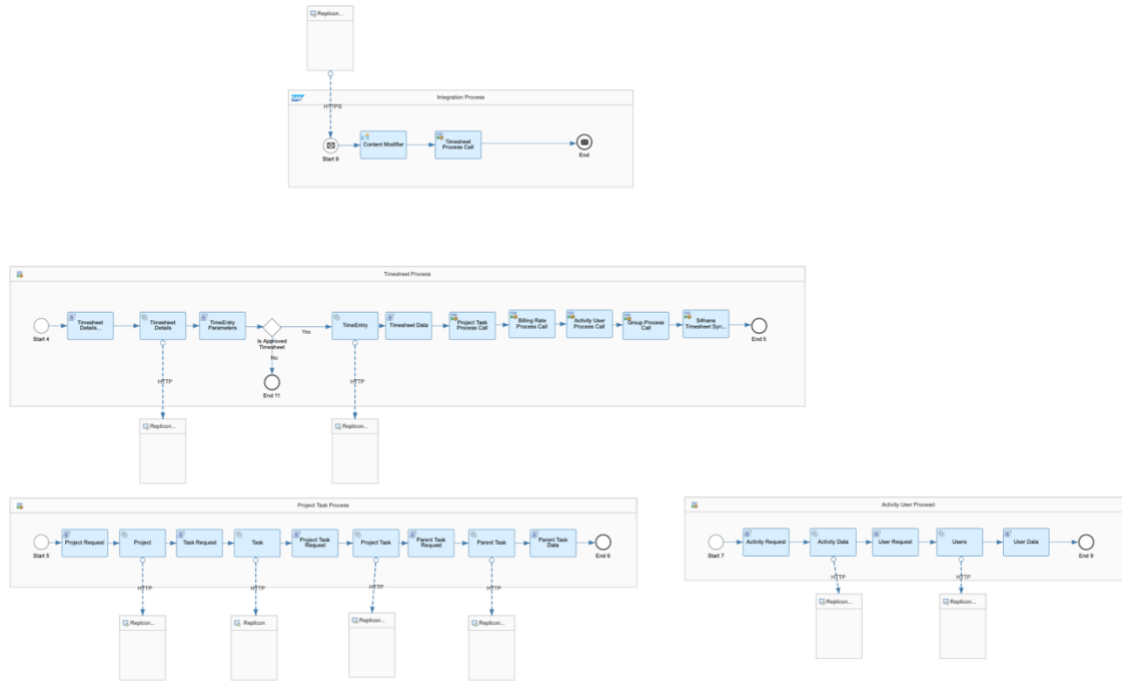 Replicon...
SAP
Integration Process
HTTPS
Start 9
Content Modifier
Timesheet
Process Call
End
Timesheet Process
Start 4
Timesheet
Details...
Timesheet
Details
TimeEntry
Parameters
Is Approved
Timesheet
Yes
No
End 11
TimeEntry
Timesheet Data
Project Task
Process Call
Billing Rate
Process Call
Activity User
Process Call
Group Process
Call
S4hana
Timesheet Syn...
End 5
HTTP
HTTP
Replicon...
Replicon...
Project Task Process
Start 5
Project Request
Project
Task Request
Task
Project Task
Request
Project Task
Parent Task
Request
Parent Task
Parent Task
Data
End 6
HTTP
HTTP
HTTP
HTTP
Replicon...
Replicon
Replicon...
Replicon...
Activity User Process\
Start 7
Activity Request
Activity Data
User Request
Users
User Data
HTTP
HTTP
Replicon...
Replicon...